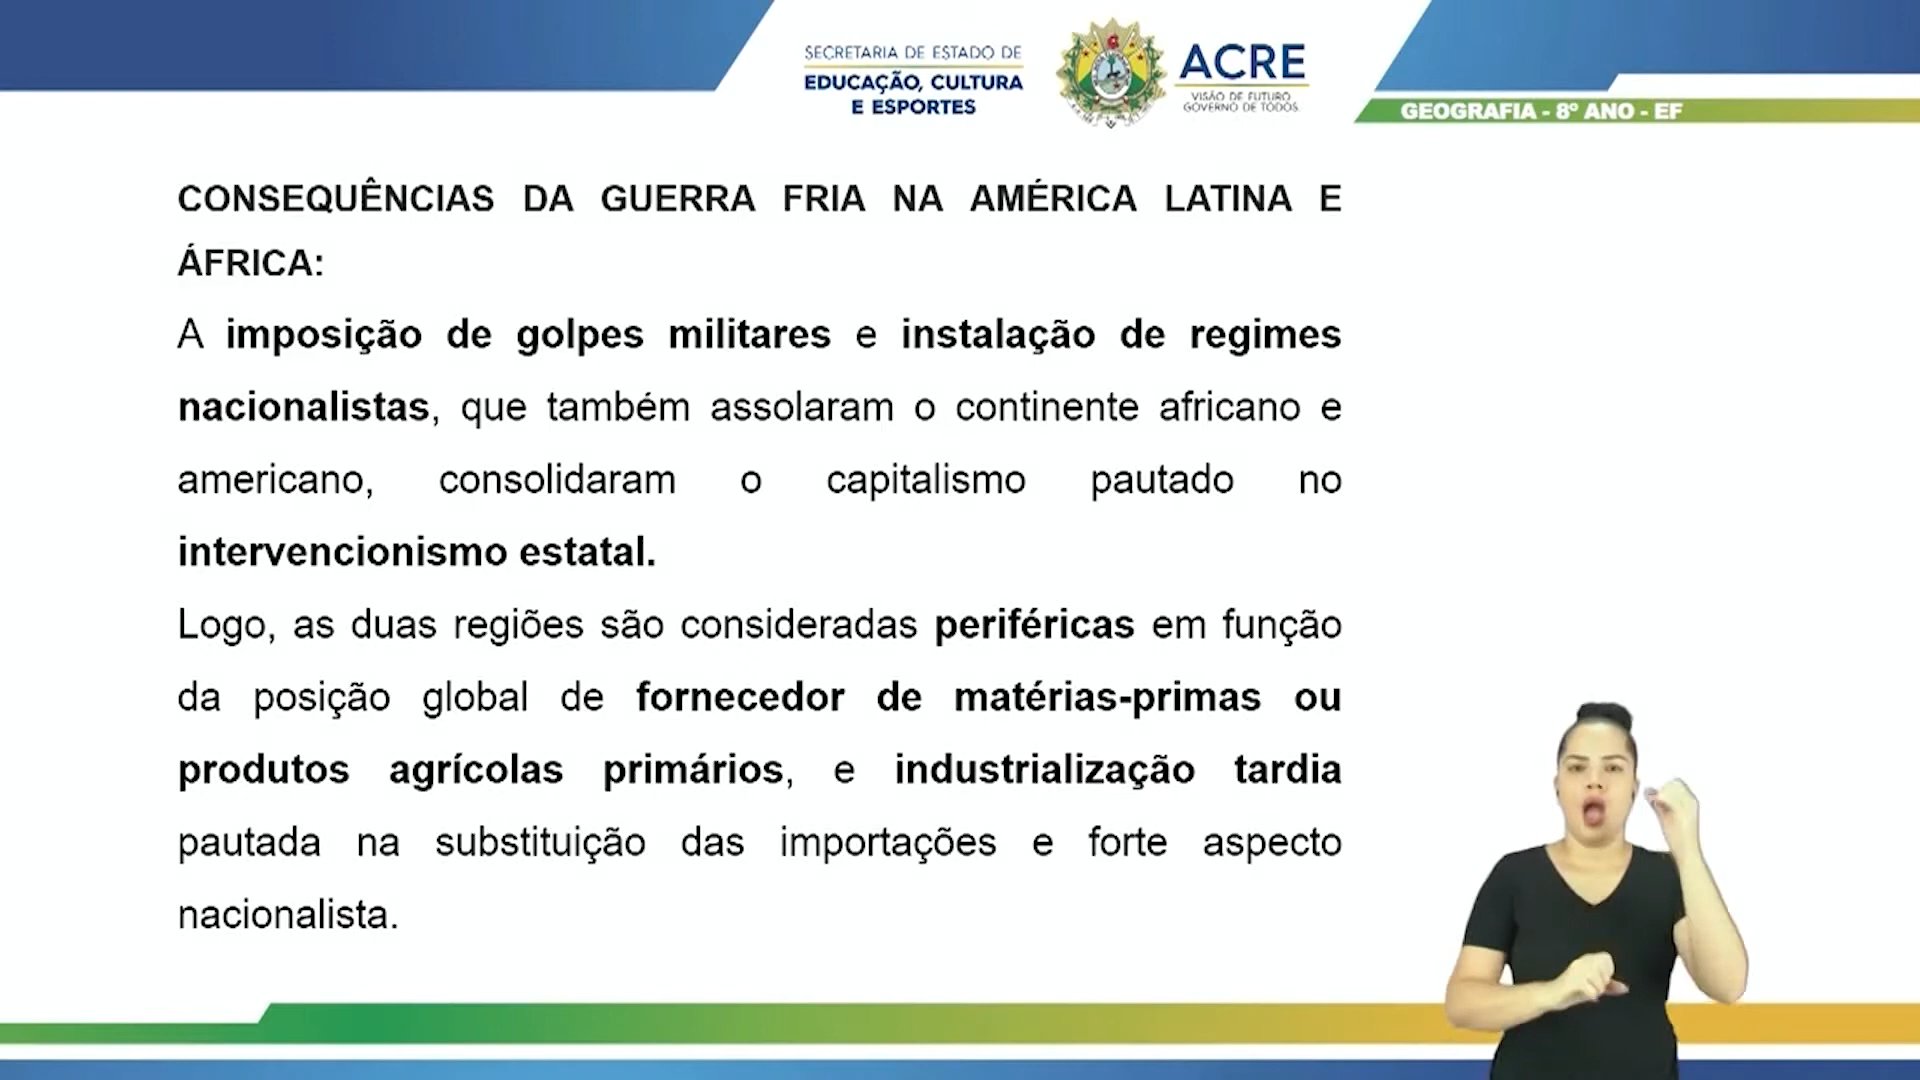 SECRETARIA DE ESTADO DE
EDUCAÇÃO, CULTURA
E ESPORTES
ACRE
VISÃO DE FUTURO
GOVERNO DE TODOS
GEOGRAFIA - 8º ANO - EF
CONSEQUÊNCIAS DA GUERRA FRIA NA AMÉRICA LATINA E
ÁFRICA:
A imposição de golpes militares e instalação de regimes
nacionalistas, que também assolaram o continente africano e
americano, consolidaram o capitalismo pautado no
intervencionismo estatal.
Logo, as duas regiões são consideradas periféricas em função
da posição global de fornecedor de matérias-primas ou
produtos agrícolas primários, e industrialização tardia
pautada na substituição das importações e forte aspecto
nacionalista.